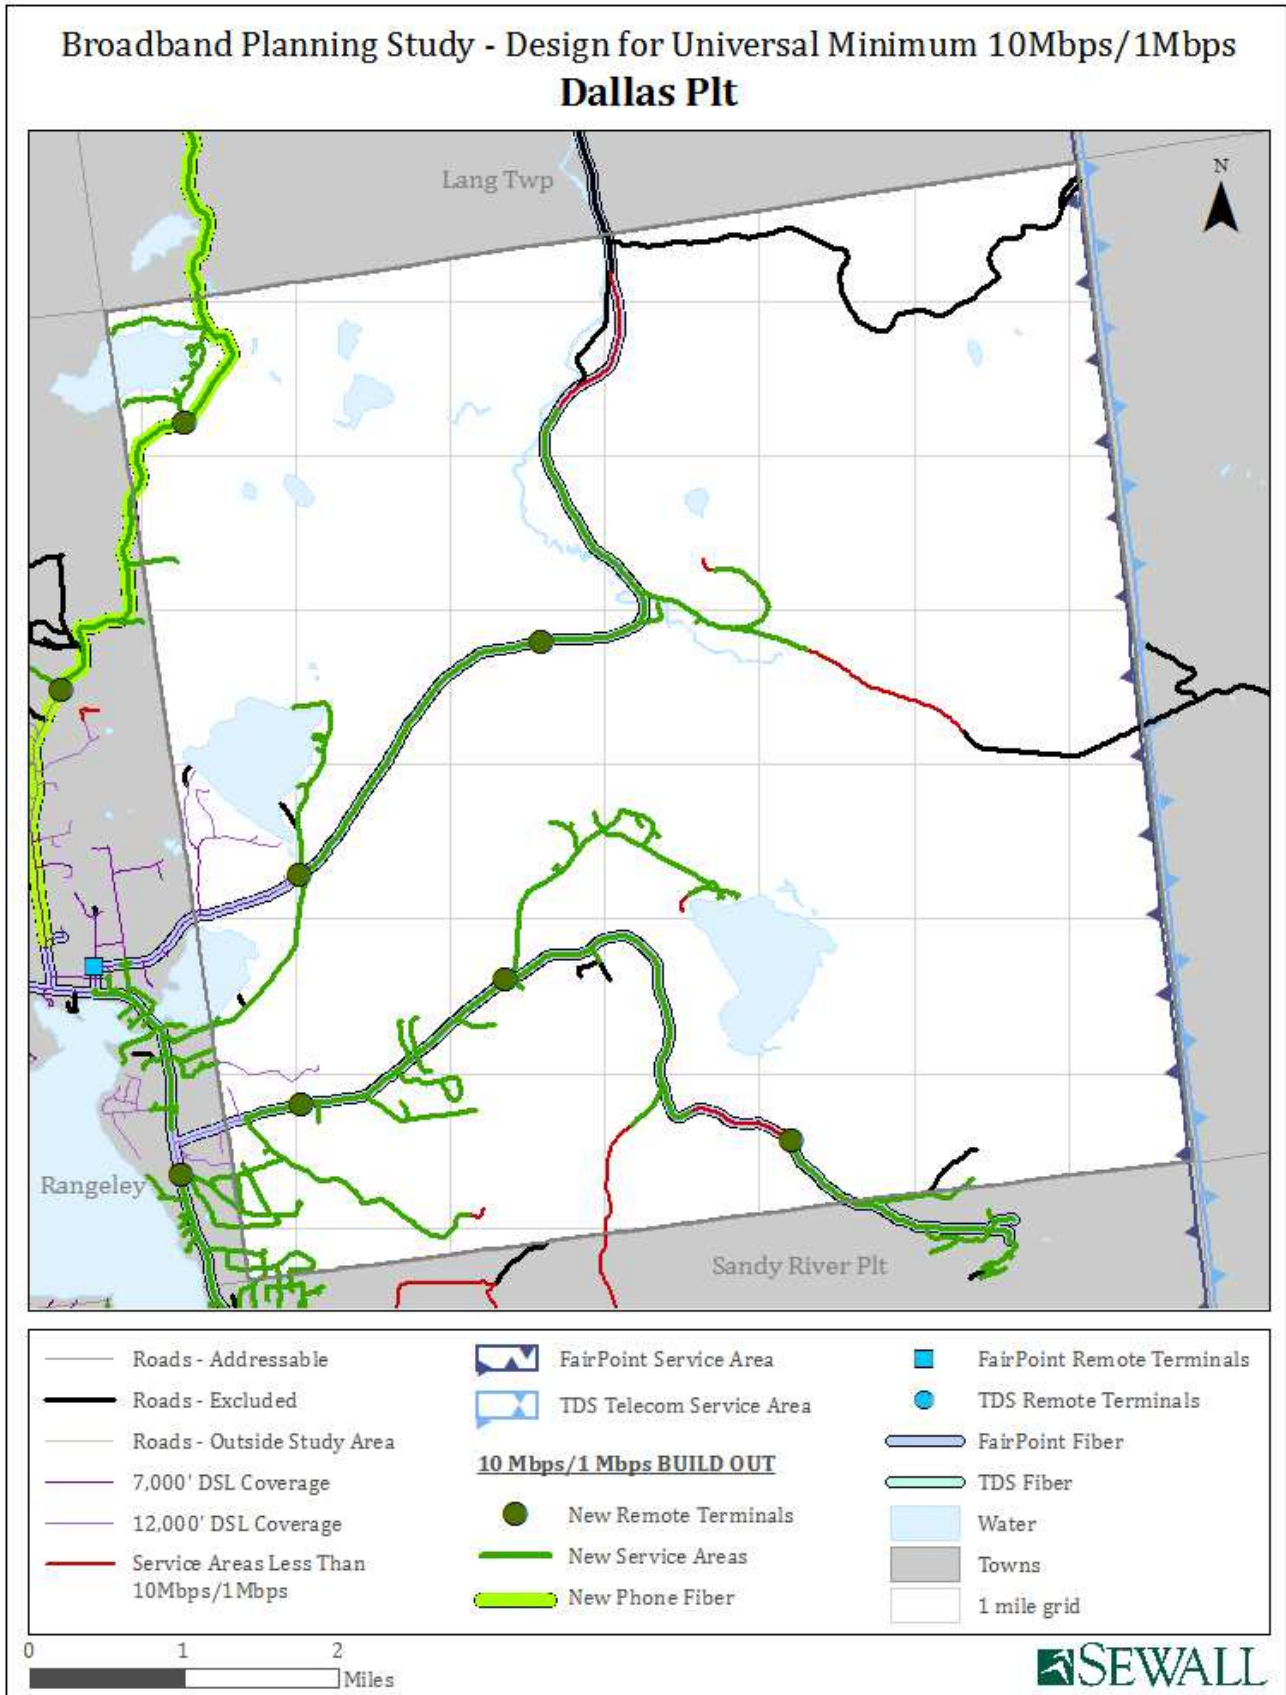 Broadband Planning Study - Design for Universal Minimum 10Mbps/1Mbps
Dallas Plt
Lang Twp
N
Rangeley
Sandy River Plt
Roads - Addressable
Roads - Excluded
Roads - Outside Study Area
7,000' DSL Coverage
12,000' DSL Coverage
Service Areas Less Than
10Mbps/1Mbps
FairPoint Service Area
TDS Telecom Service Area
10 Mbps/1 Mbps BUILD OUT
New Remote Terminals
New Service Areas
New Phone Fiber
FairPoint Remote Terminals
TDS Remote Terminals
FairPoint Fiber
TDS Fiber
Water
Towns
1 mile grid
0 1 2
Miles
SEWALL